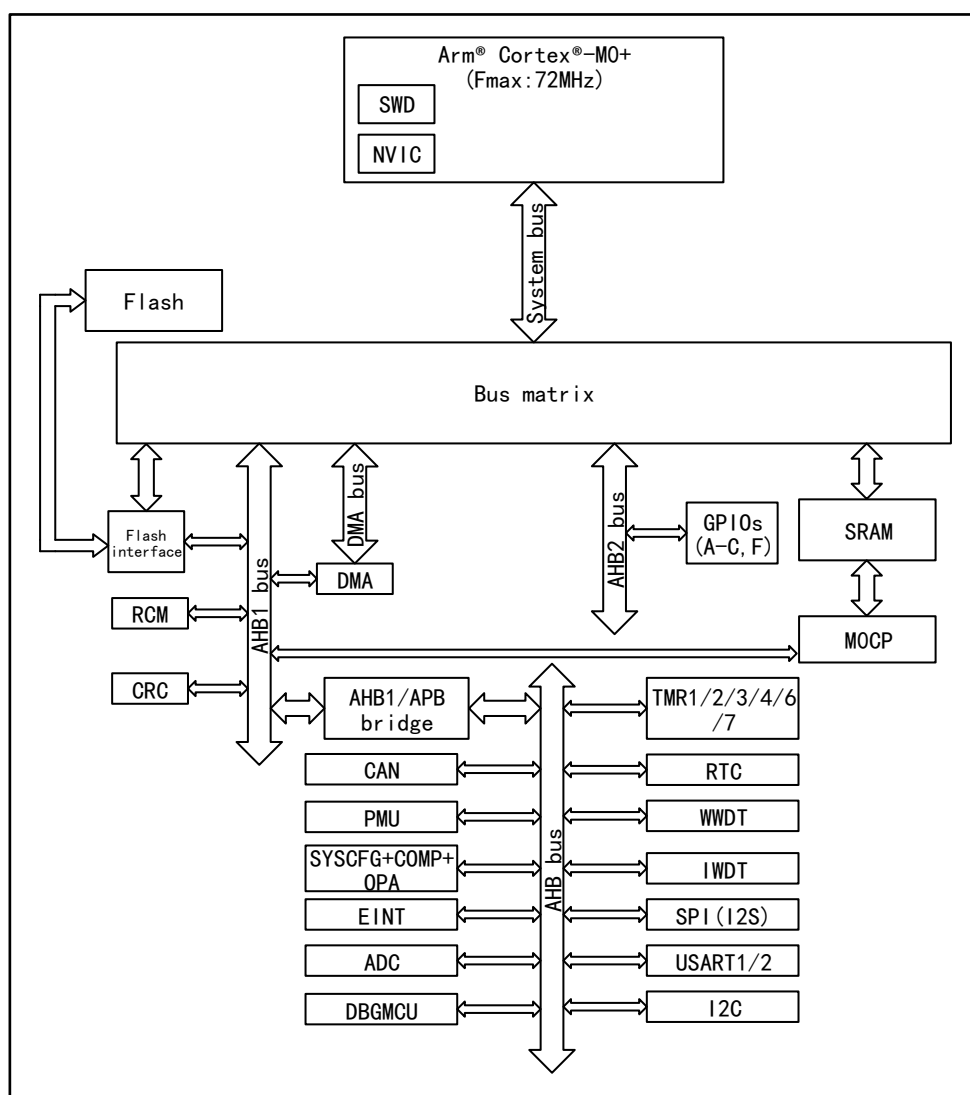 Arm® Cortex®-M0+
(Fmax:72MHz)
SWD
NVIC
System bus
Flash
Bus matrix
Flash
interface
AHB1 bus
DMA bus
DMA
AHB2 bus
GPIOs
(A-C,F)
SRAM
RCM
M0CP
CRC
AHB1/APB
bridge
AHB bus
TMR1/2/3/4/6
/7
CAN
RTC
PMU
WWDT
SYSCFG+COMP+
OPA
IWDT
EINT
SPI(I2S)
ADC
USART1/2
DBGMCU
I2C